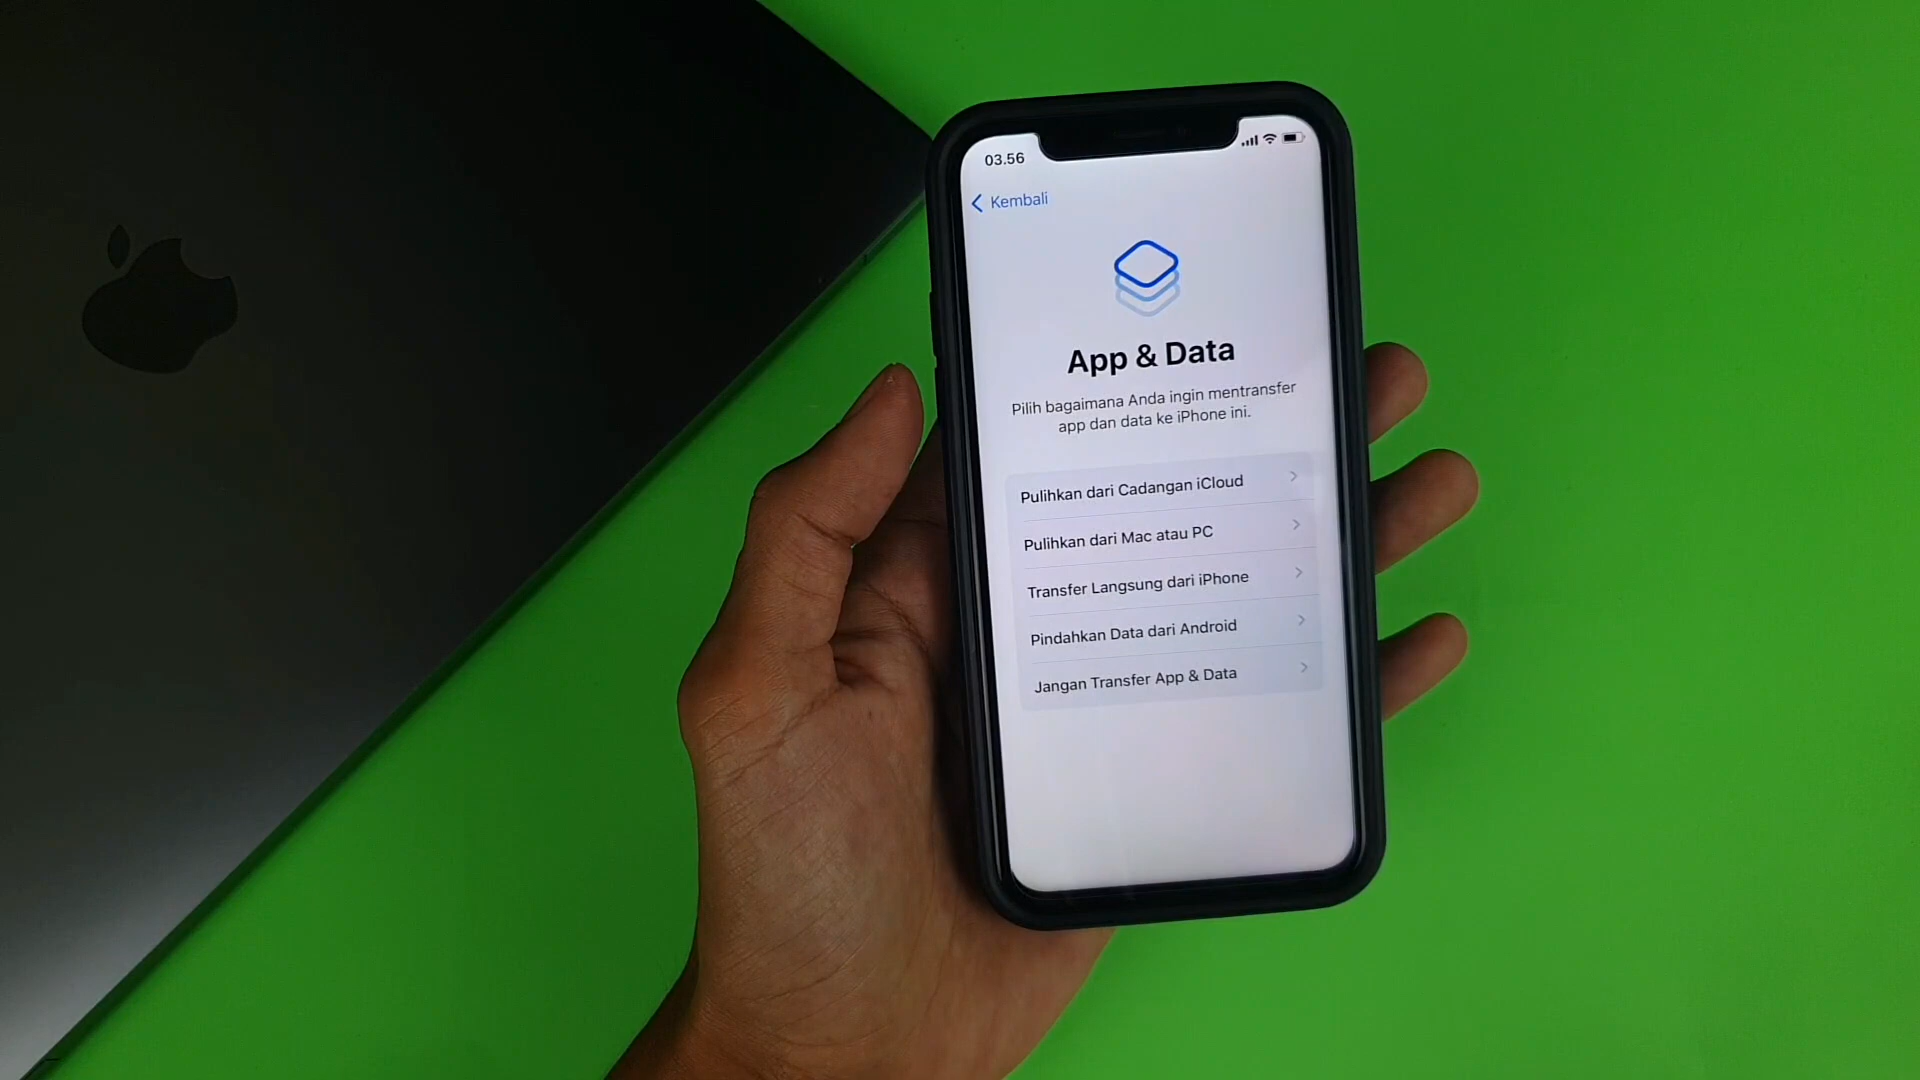 03.56
Kembali
App & Data
Pilih bagaimana Anda ingin mentransfer
app dan data ke iPhone ini.
Pulihkan dari Cadangan iCloud
Pulihkan dari Mac atau PC
Transfer Langsung dari iPhone
Pindahkan Data dari Android
Jangan Transfer App & Data